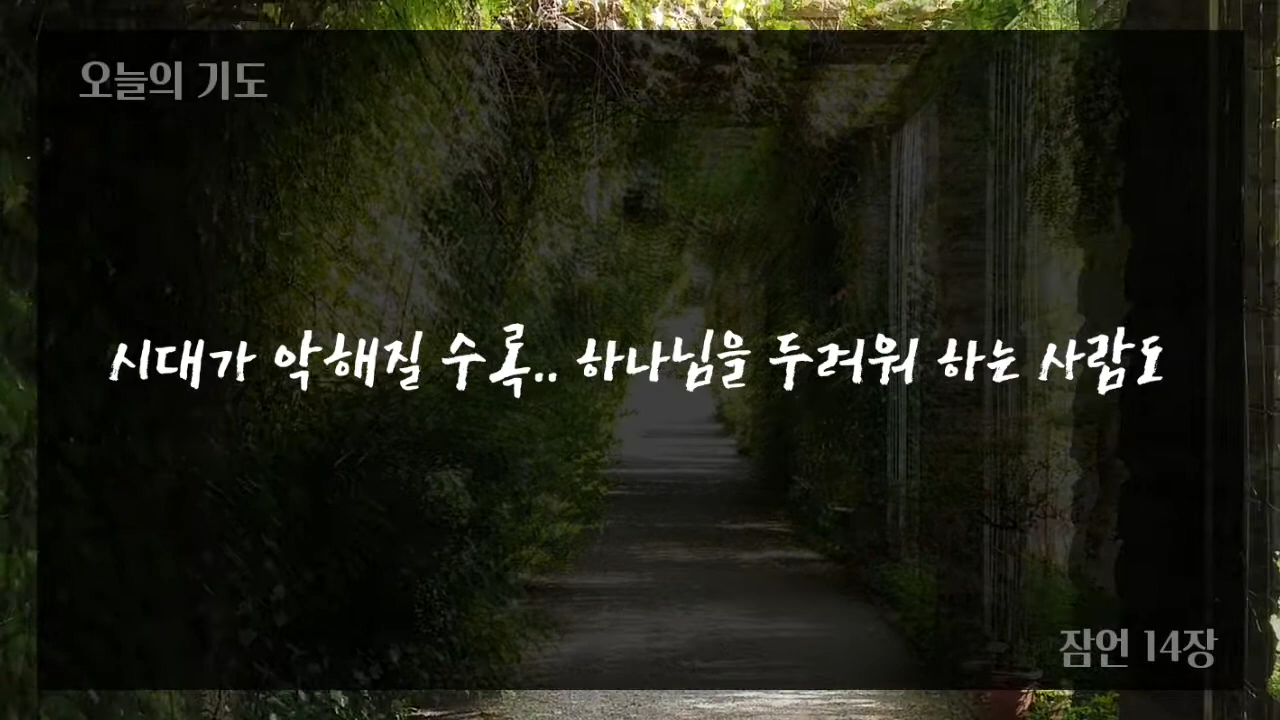 오늘의 기도
시대가 악해질 수록.. 하나님을 두려워 하는 사람도
잠언 14장